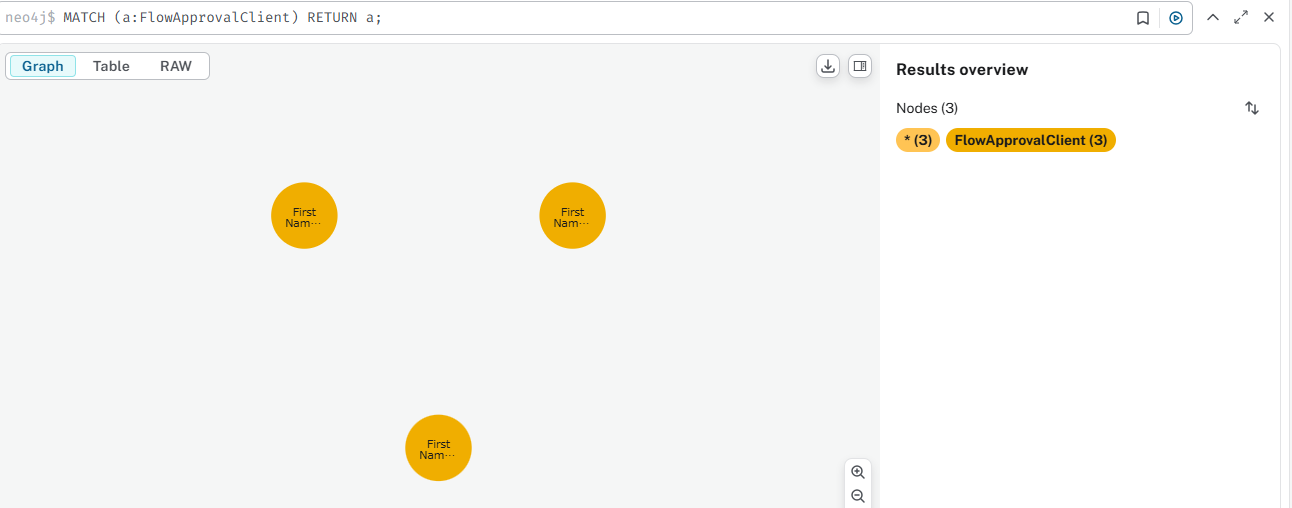 neo4j$ MATCH (a:FlowApprovalClient) RETURN a;
Graph Table RAW
Results overview
Nodes (3)
* (3) FlowApprovalClient (3)
First
Nam…
First
Nam…
First
Nam…